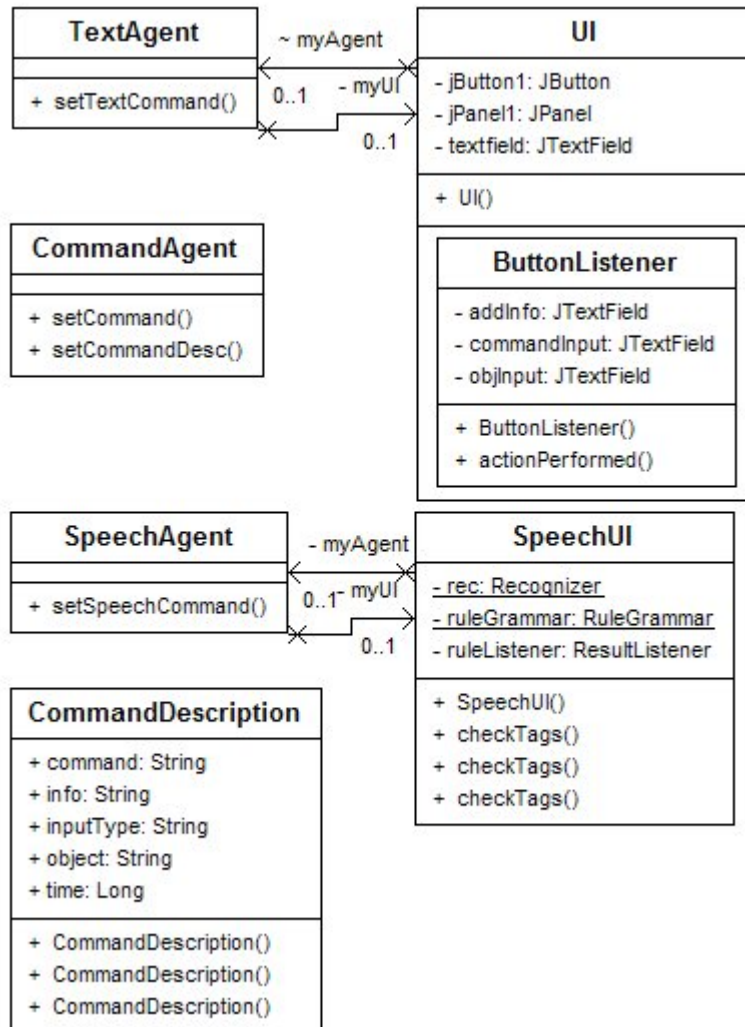 TextAgent
+ setTextCommand()
~ myAgent
0..1
- myUI
0..1
UI
- jButton1: JButton
- jPanel1: JPanel
- textfield: JTextField
+ UI()
ButtonListener
- addInfo: JTextField
- commandInput: JTextField
- objInput: JTextField
+ ButtonListener()
+ actionPerformed()
CommandAgent
+ setCommand()
+ setCommandDesc()
SpeechAgent
+ setSpeechCommand()
- myAgent
0..1
- myUI
0..1
SpeechUI
- rec: Recognizer
- ruleGrammar: RuleGrammar
- ruleListener: ResultListener
+ SpeechUI()
+ checkTags()
+ checkTags()
+ checkTags()
CommandDescription
+ command: String
+ info: String
+ inputType: String
+ object: String
+ time: Long
+ CommandDescription()
+ CommandDescription()
+ CommandDescription()